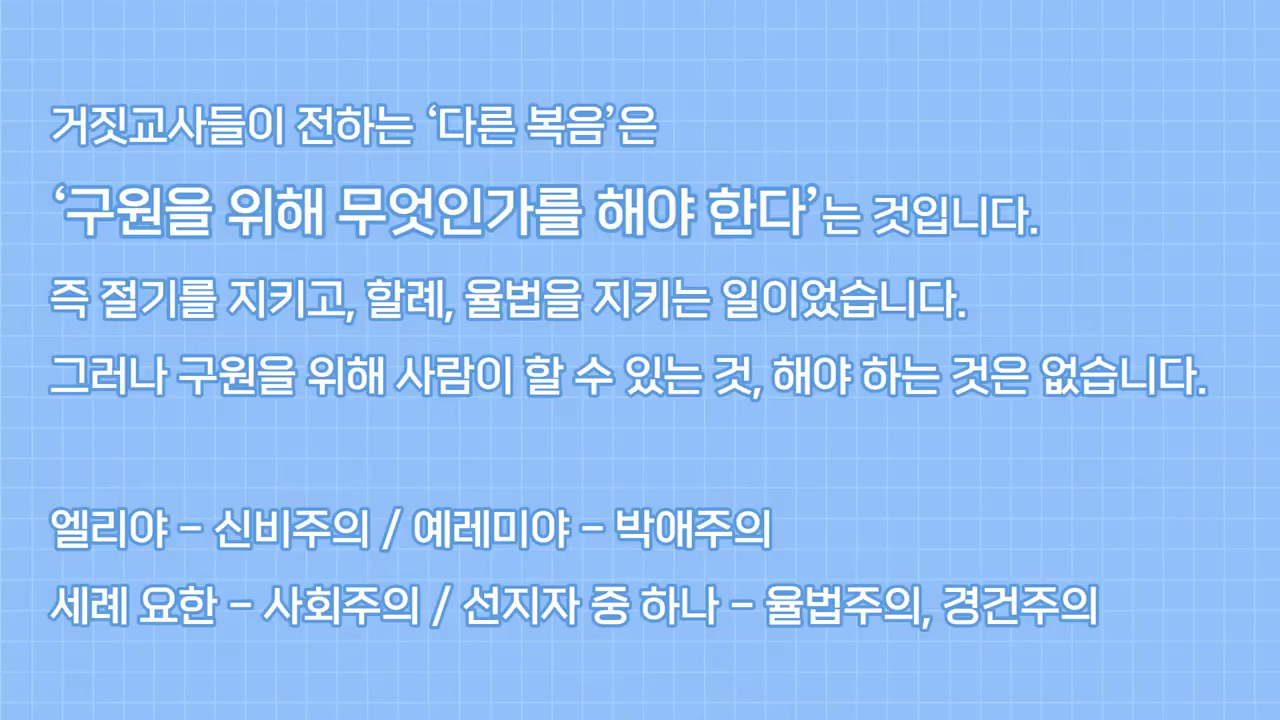 거짓교사들이 전하는 ‘다른 복음’은
‘구원을 위해 무엇인가를 해야 한다’는 것입니다.
즉 절기를 지키고, 할례, 율법을 지키는 일이었습니다.
그러나 구원을 위해 사람이 할 수 있는 것, 해야 하는 것은 없습니다.
엘리야 - 신비주의 / 예레미야 - 박애주의
세례 요한 - 사회주의 / 선지자 중 하나 - 율법주의, 경건주의